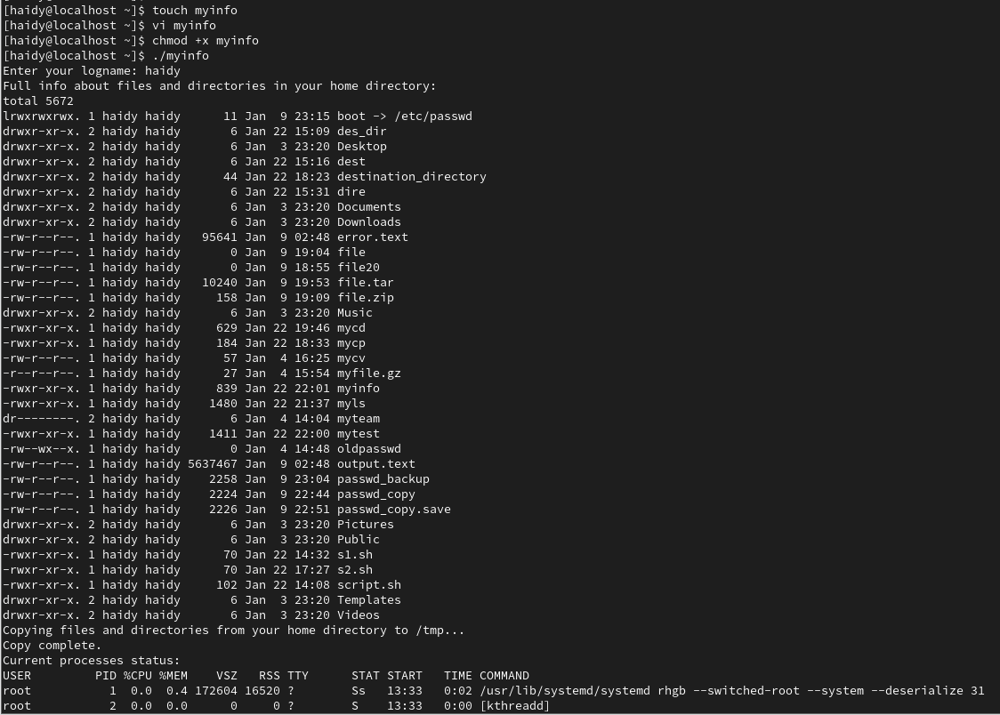 [haidy@localhost ~]$ touch myinfo
[haidy@localhost ~]$ vi myinfo
[haidy@localhost ~]$ chmod +x myinfo
[haidy@localhost ~]$ ./myinfo
Enter your logname: haidy
Full info about files and directories in your home directory:
total 5672
lrwxrwxrwx. 1 haidy haidy      11 Jan  9 23:15 boot -> /etc/passwd
drwxr-xr-x. 2 haidy haidy       6 Jan 22 15:09 des_dir
drwxr-xr-x. 2 haidy haidy       6 Jan  3 23:20 Desktop
drwxr-xr-x. 2 haidy haidy       6 Jan 22 15:16 dest
drwxr-xr-x. 2 haidy haidy      44 Jan 22 18:23 destination_directory
drwxr-xr-x. 2 haidy haidy       6 Jan 22 15:31 dire
drwxr-xr-x. 2 haidy haidy       6 Jan  3 23:20 Documents
drwxr-xr-x. 2 haidy haidy       6 Jan  3 23:20 Downloads
-rw-r--r--. 1 haidy haidy   95641 Jan  9 02:48 error.text
-rw-r--r--. 1 haidy haidy       0 Jan  9 19:04 file
-rw-r--r--. 1 haidy haidy       0 Jan  9 18:55 file20
-rw-r--r--. 1 haidy haidy   10240 Jan  9 19:53 file.tar
-rw-r--r--. 1 haidy haidy     158 Jan  9 19:09 file.zip
drwxr-xr-x. 2 haidy haidy       6 Jan  3 23:20 Music
-rwxr-xr-x. 1 haidy haidy     629 Jan 22 19:46 mycd
-rwxr-xr-x. 1 haidy haidy     184 Jan 22 18:33 mycp
-rw-r--r--. 1 haidy haidy      57 Jan  4 16:25 mycv
-r--r--r--. 1 haidy haidy      27 Jan  4 15:54 myfile.gz
-rwxr-xr-x. 1 haidy haidy     839 Jan 22 22:01 myinfo
-rwxr-xr-x. 1 haidy haidy    1480 Jan 22 21:37 myls
dr--------. 2 haidy haidy       6 Jan  4 14:04 myteam
-rwxr-xr-x. 1 haidy haidy    1411 Jan 22 22:00 mytest
-rw--wx--x. 1 haidy haidy       0 Jan  4 14:48 oldpasswd
-rw-r--r--. 1 haidy haidy 5637467 Jan  9 02:48 output.text
-rw-r--r--. 1 haidy haidy    2258 Jan  9 23:04 passwd_backup
-rw-r--r--. 1 haidy haidy    2224 Jan  9 22:44 passwd_copy
-rw-r--r--. 1 haidy haidy    2226 Jan  9 22:51 passwd_copy.save
drwxr-xr-x. 2 haidy haidy       6 Jan  3 23:20 Pictures
drwxr-xr-x. 2 haidy haidy       6 Jan  3 23:20 Public
-rwxr-xr-x. 1 haidy haidy      70 Jan 22 14:32 s1.sh
-rwxr-xr-x. 1 haidy haidy      70 Jan 22 17:27 s2.sh
-rwxr-xr-x. 1 haidy haidy     102 Jan 22 14:08 script.sh
drwxr-xr-x. 2 haidy haidy       6 Jan  3 23:20 Templates
drwxr-xr-x. 2 haidy haidy       6 Jan  3 23:20 Videos
Copying files and directories from your home directory to /tmp...
Copy complete.
Current processes status:
USER         PID %CPU %MEM    VSZ   RSS TTY      STAT START   TIME COMMAND
root           1  0.0  0.4 172604 16520 ?        Ss   13:33   0:02 /usr/lib/systemd/systemd rhgb --switched-root --system --deserialize 31
root           2  0.0  0.0      0     0 ?        S    13:33   0:00 [kthreadd]